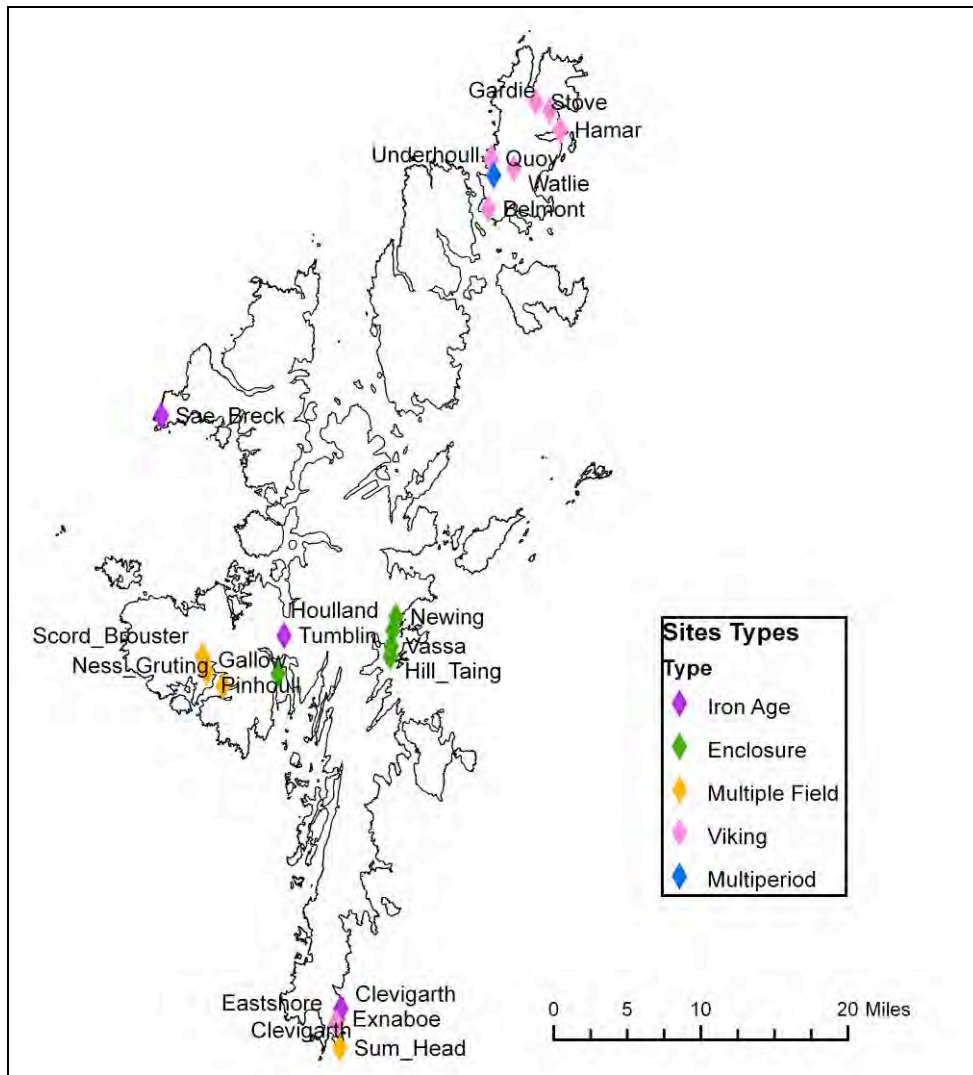 Gardie
Stove
Hamar
Underhoull
Quoy
Watlie
Belmont
Sae_Breck
Houlland
Newing
Scord_Brouster
Tumblin
Vassa
Ness_Gruting
Gallow
Hill_Taing
Pinhoull
Sites Types
Type
Iron Age
Enclosure
Multiple Field
Viking
Multiperiod
Eastshore
Clevigarth
Exnaboe
Clevigarth
Sum_Head
0 5 10 20 Miles